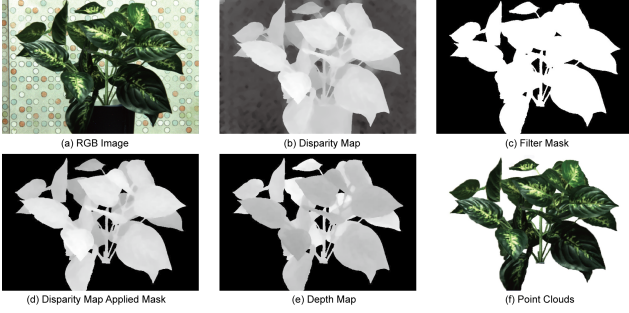 (a) RGB Image
(b) Disparity Map
(c) Filter Mask
(d) Disparity Map Applied Mask
(e) Depth Map
(f) Point Clouds